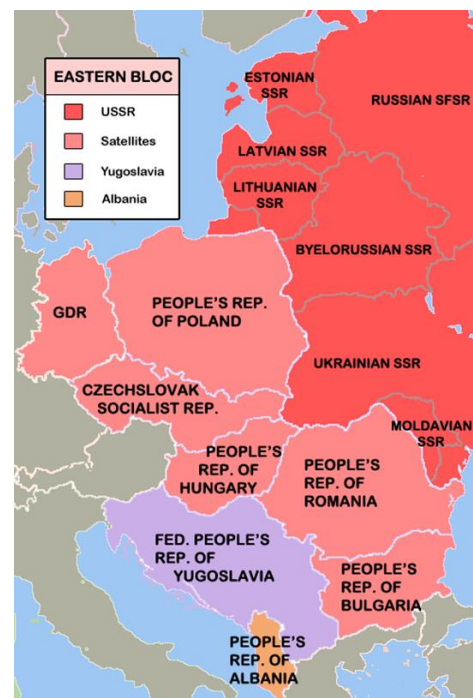 EASTERN BLOC
USSR
Satellites
Yugoslavia
Albania
ESTONIAN
SSR
RUSSIAN SFSR
LATVIAN SSR
LITHUANIAN
SSR
BYELORUSSIAN SSR
GDR
PEOPLE'S REP.
OF POLAND
UKRAINIAN SSR
CZECHSLOVAK
SOCIALIST REP.
MOLDAVIAN
SSR
PEOPLE'S
REP. OF
HUNGARY
PEOPLE'S
REP. OF
ROMANIA
FED. PEOPLE'S
REP. OF
YUGOSLAVIA
PEOPLE'S
REP. OF
BULGARIA
PEOPLE'S
REP. OF
ALBANIA